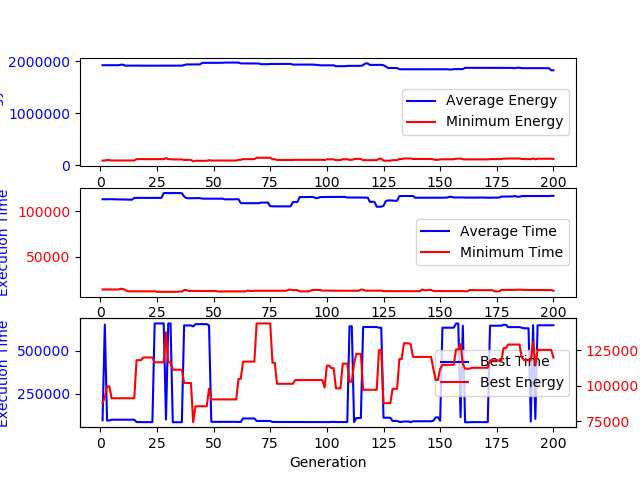 2000000
1000000
0
Average Energy
Minimum Energy
0 25 50 75 100 125 150 175 200
Execution Time
100000
50000
Average Time
Minimum Time
0 25 50 75 100 125 150 175 200
Execution Time
500000
250000
Best Time
Best Energy
125000
100000
75000
0 25 50 75 100 125 150 175 200
Generation